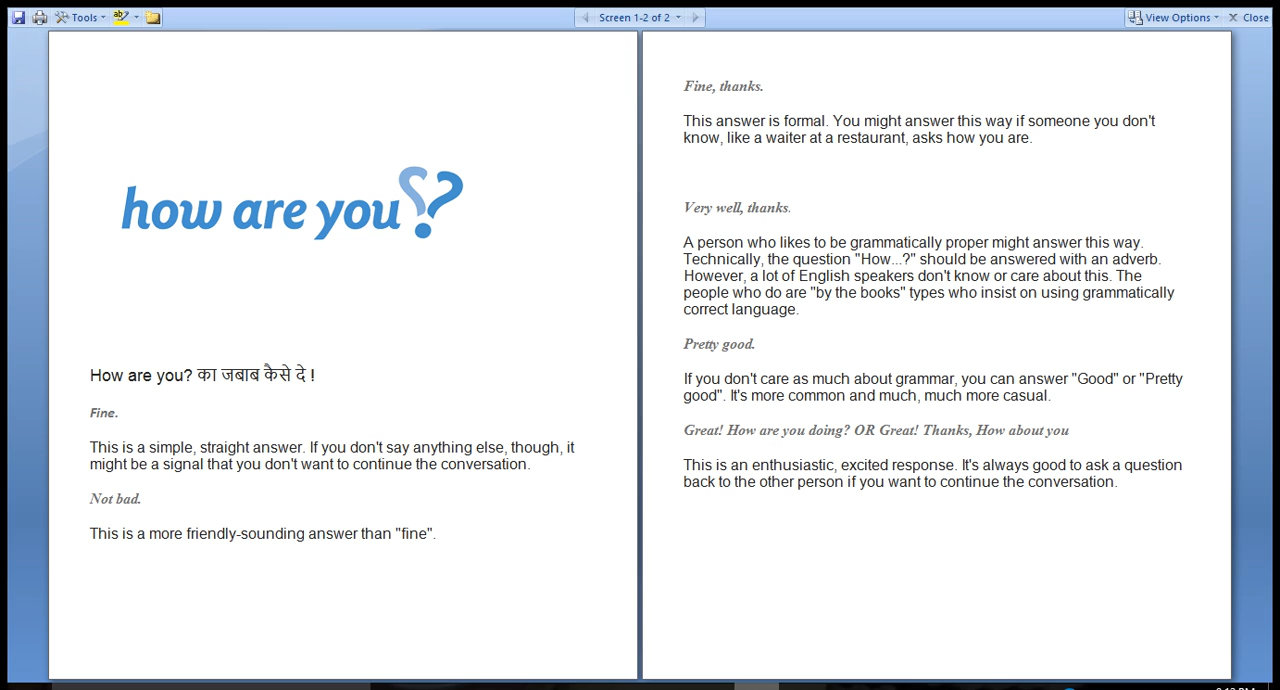 Tools
Screen 1-2 of 2
View Options
Close
how are you??
How are you? का जबाब कैसे दे !
Fine.
This is a simple, straight answer. If you don't say anything else, though, it
might be a signal that you don't want to continue the conversation.
Not bad.
This is a more friendly-sounding answer than "fine".
Fine, thanks.
This answer is formal. You might answer this way if someone you don't
know, like a waiter at a restaurant, asks how you are.
Very well, thanks.
A person who likes to be grammatically proper might answer this way.
Technically, the question "How...?" should be answered with an adverb.
However, a lot of English speakers don't know or care about this. The
people who do are "by the books" types who insist on using grammatically
correct language.
Pretty good.
If you don't care as much about grammar, you can answer "Good" or "Pretty
good". It's more common and much, much more casual.
Great! How are you doing? OR Great! Thanks, How about you
This is an enthusiastic, excited response. It's always good to ask a question
back to the other person if you want to continue the conversation.